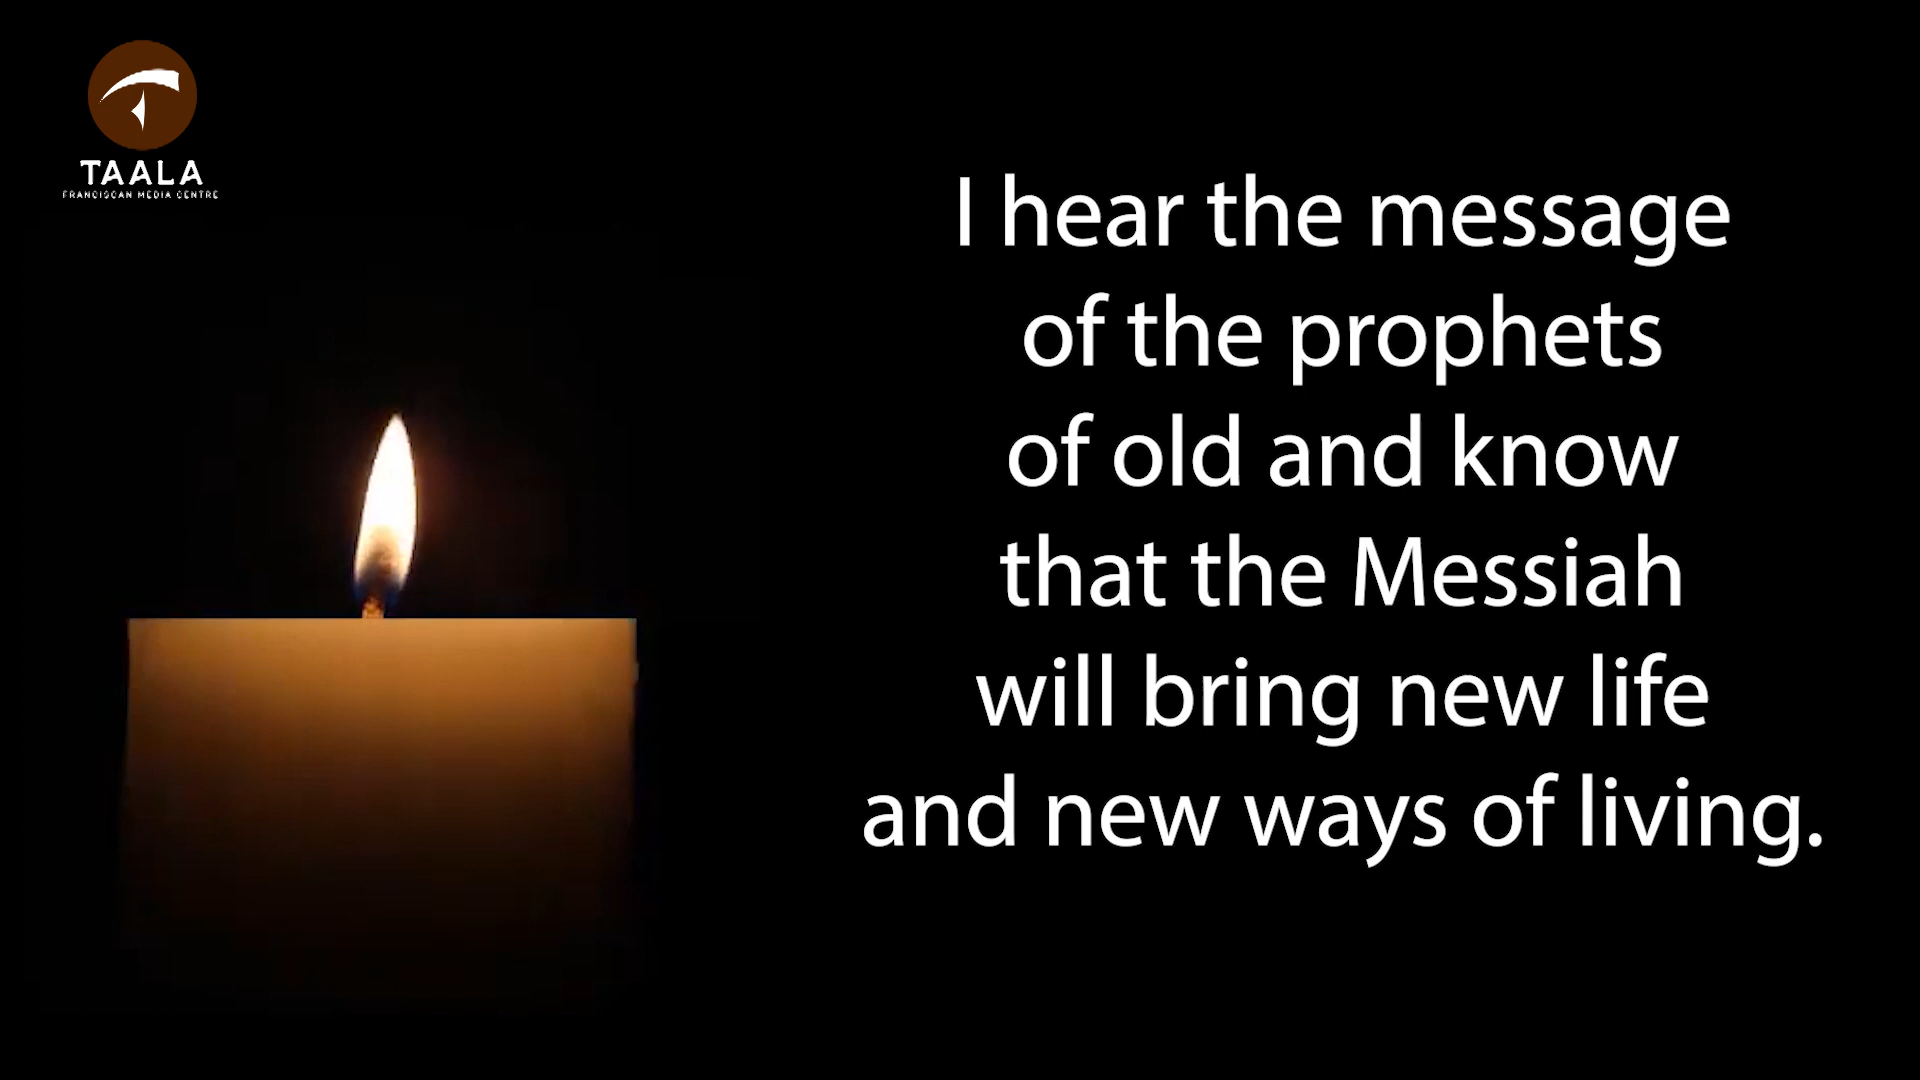 TAALA
FRANCISCAN MEDIA CENTRE
I hear the message
of the prophets
of old and know
that the Messiah
will bring new life
and new ways of living.